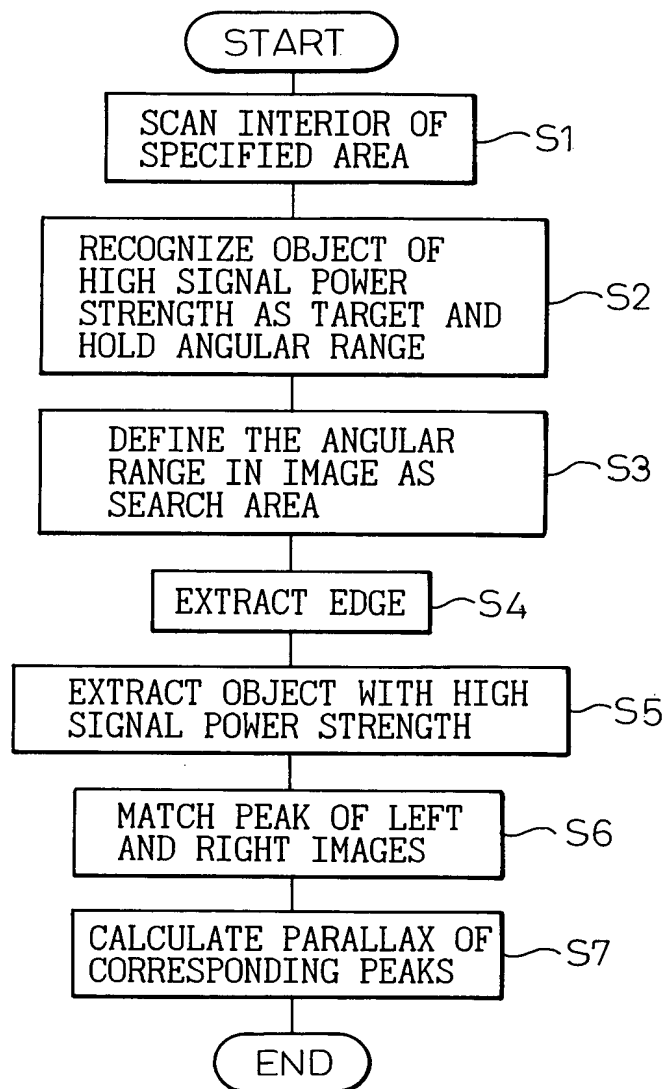 START
SCAN INTERIOR OF
SPECIFIED AREA
S1
RECOGNIZE OBJECT OF
HIGH SIGNAL POWER
STRENGTH AS TARGET AND
HOLD ANGULAR RANGE
S2
DEFINE THE ANGULAR
RANGE IN IMAGE AS
SEARCH AREA
S3
EXTRACT EDGE
S4
EXTRACT OBJECT WITH HIGH
SIGNAL POWER STRENGTH
S5
MATCH PEAK OF LEFT
AND RIGHT IMAGES
S6
CALCULATE PARALLAX OF
CORRESPONDING PEAKS
S7
END